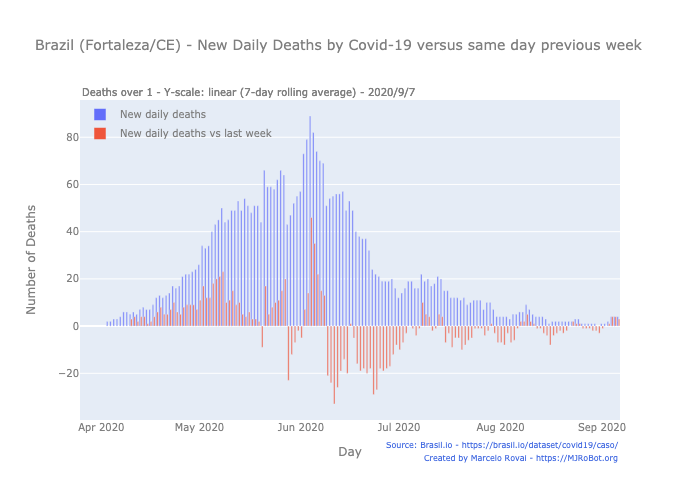 Brazil (Fortaleza/CE) - New Daily Deaths by Covid-19 versus same day previous week
Deaths over 1 - Y-scale: linear (7-day rolling average) - 2020/9/7
New daily deaths
New daily deaths vs last week
Number of Deaths
80
60
40
20
0
−20
Apr 2020 May 2020 Jun 2020 Jul 2020 Aug 2020 Sep 2020
Day
Source: Brasil.io - https://brasil.io/dataset/covid19/caso/
Created by Marcelo Rovai - https://MJRoBot.org